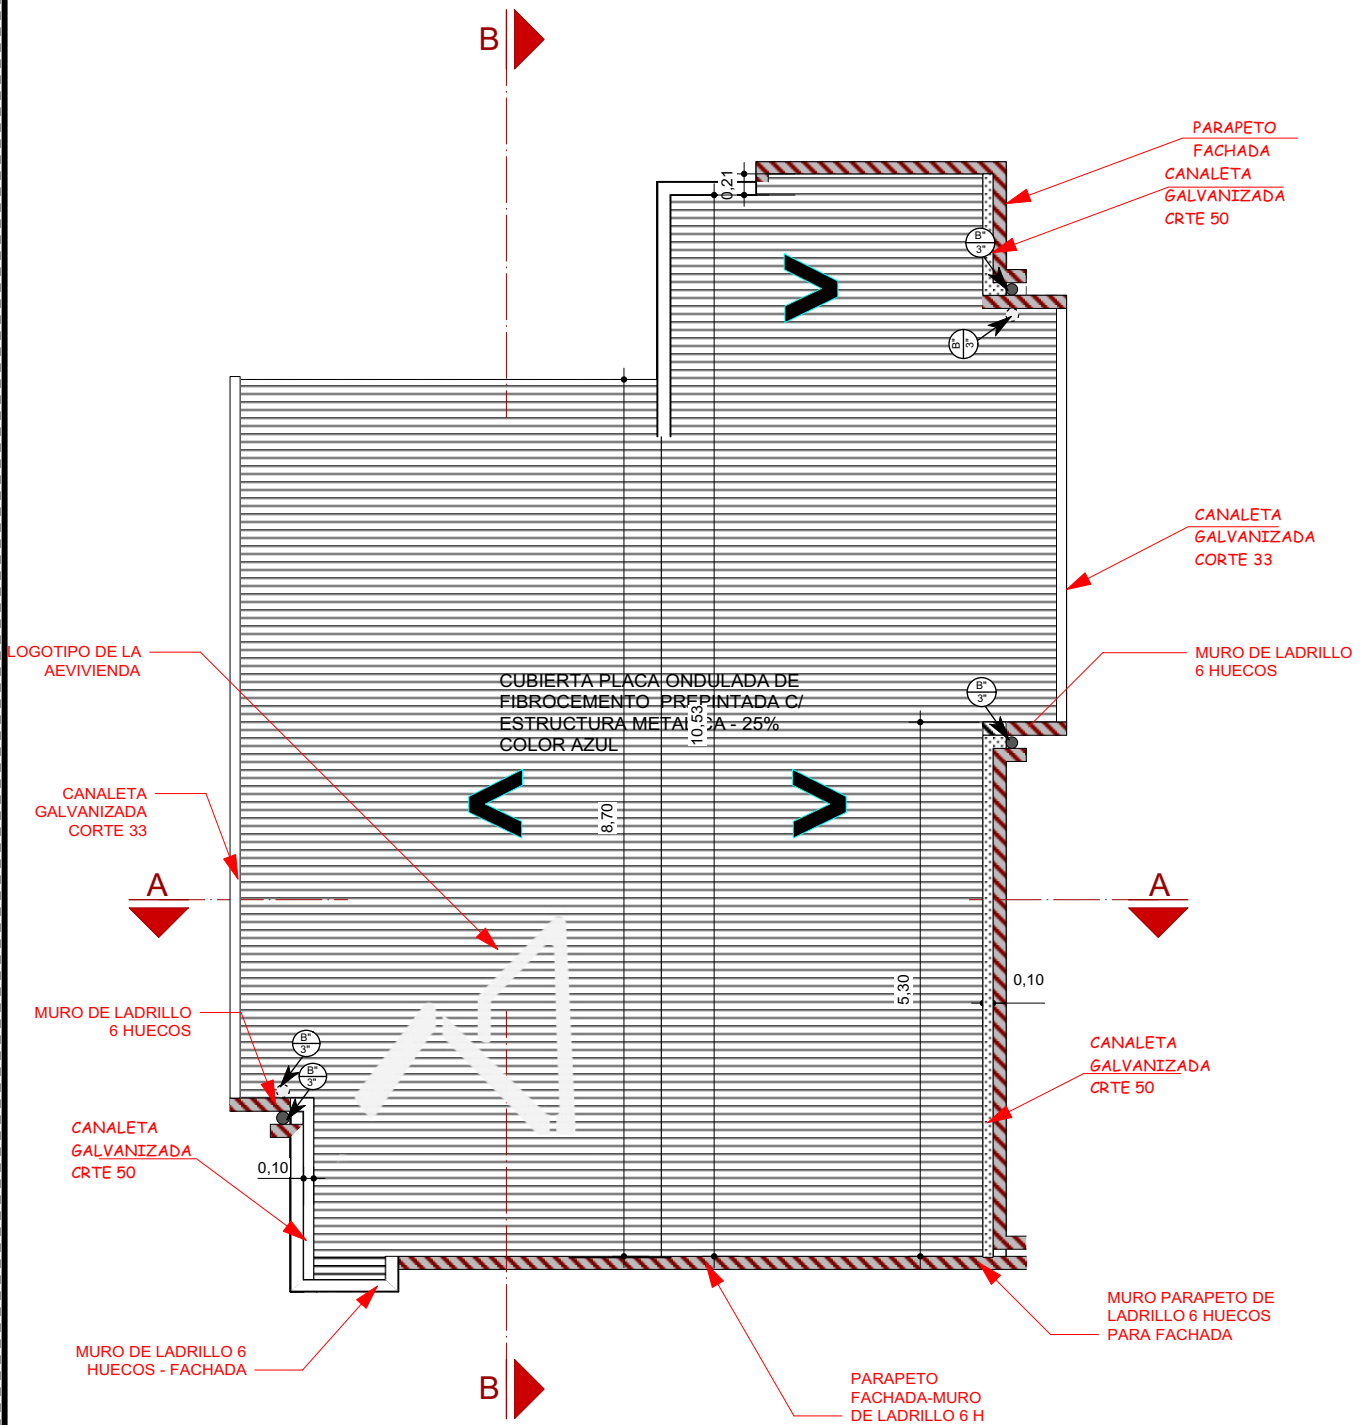 B
PARAPETO
FACHADA
CANALETA
GALVANIZADA
CRTE 50
0,21
B"
3"
B"
3"
CANALETA
GALVANIZADA
CORTE 33
LOGOTIPO DE LA
AEVIVIENDA
MURO DE LADRILLO
6 HUECOS
CUBIERTA PLACA ONDULADA DE
FIBROCEMENTO PREPINTADA C/
ESTRUCTURA METALICA - 25%
COLOR AZUL
10,53
B"
3"
CANALETA
GALVANIZADA
CORTE 33
8,70
A
A
5,30
0,10
MURO DE LADRILLO
6 HUECOS
B"
3"
B"
3"
CANALETA
GALVANIZADA
CRTE 50
CANALETA
GALVANIZADA
CRTE 50
0,10
MURO PARAPETO DE
LADRILLO 6 HUECOS
PARA FACHADA
MURO DE LADRILLO 6
HUECOS - FACHADA
B
PARAPETO
FACHADA-MURO
DE LADRILLO 6 H